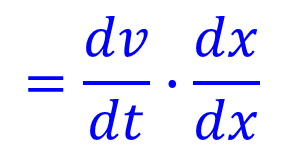 = dv/dt · dx/dx